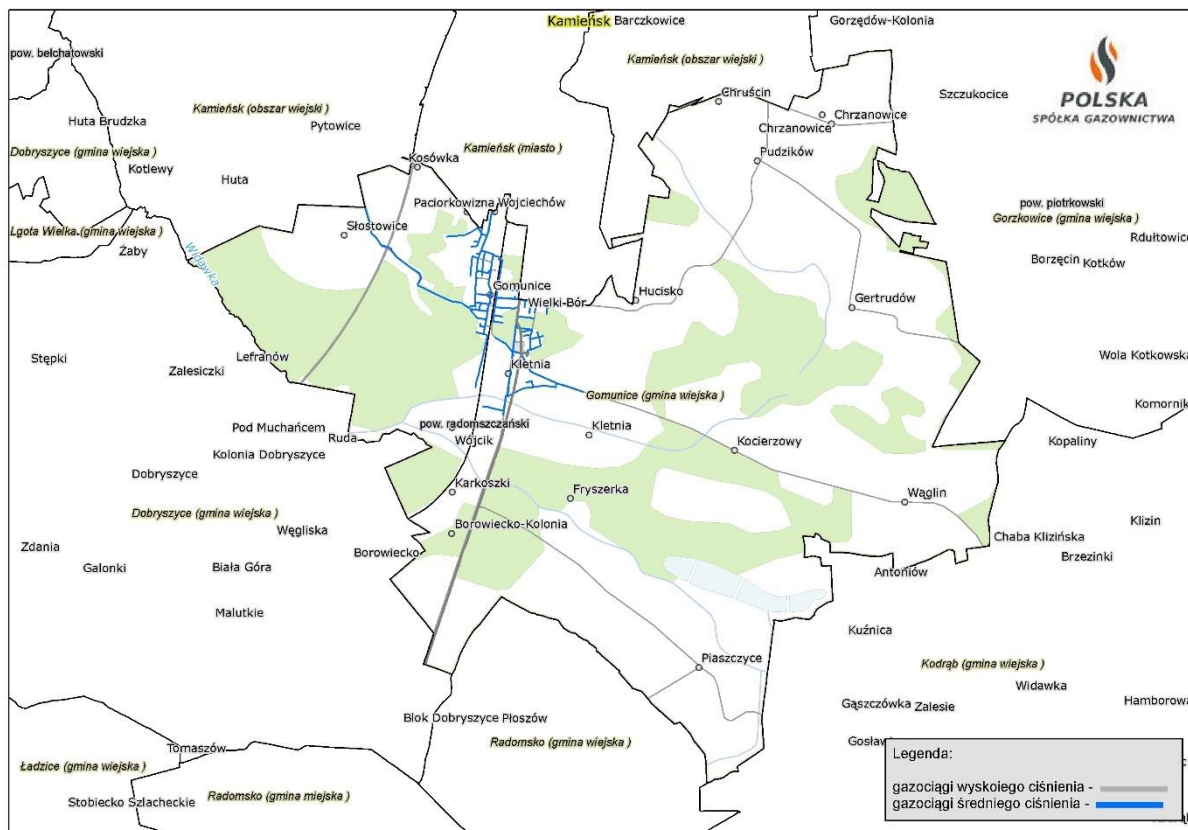 Kamieńsk
Barczkowice
Gorzędów-Kolonia
pow. bełchatowski
Kamieńsk (obszar wiejski)
Chruścin
Szczukocice
POLSKA
SPÓŁKA GAZOWNICTWA
Kamieńsk (obszar wiejski )
Huta Brudzka
Pytowice
Chrzanowice
Chrzanowice
Dobryszyce (gmina wiejska )
Kotlewy
Kosówka
Kamieńsk (miasto)
Pudzików
Huta
Paciorkowizna
Wojciechów
pow. piotrkowski
Gorzkowice (gmina wiejska )
Lgota Wielka (gmina wiejska )
Słostowice
Rdułtowice
Żaby
Widawka
Borzęcin
Kotków
Gomunice
Wielki-Bór
Hucisko
Gertrudów
Stępki
Lefranów
Zalesiczki
Kletnia
Wola Kotkowska
Gomunice (gmina wiejska )
Komornik
Pod Muchańcem
Ruda
pow. radomszczański
Wójcik
Kletnia
Kocierzowy
Kopaliny
Kolonia Dobryszyce
Dobryszyce
Karkoszki
Fryszerka
Wąglin
Dobryszyce (gmina wiejska )
Węgliska
Borowiecko-Kolonia
Klizin
Zdania
Borowiecko
Chaba Klizińska
Brzezinki
Galonki
Biała Góra
Antoniów
Malutkie
Kuźnica
Piaszczyce
Kodrąb (gmina wiejska )
Widawka
Gąszczówka
Zalesie
Hamborowa
Blok Dobryszyce
Płoszów
Radomsko (gmina wiejska )
Tomaszów
Ładzice (gmina wiejska )
Stobiecko Szlacheckie
Radomsko (gmina miejska )
Legenda:
gazociągi wyskoiego ciśnienia -
gazociągi średniego ciśnienia -